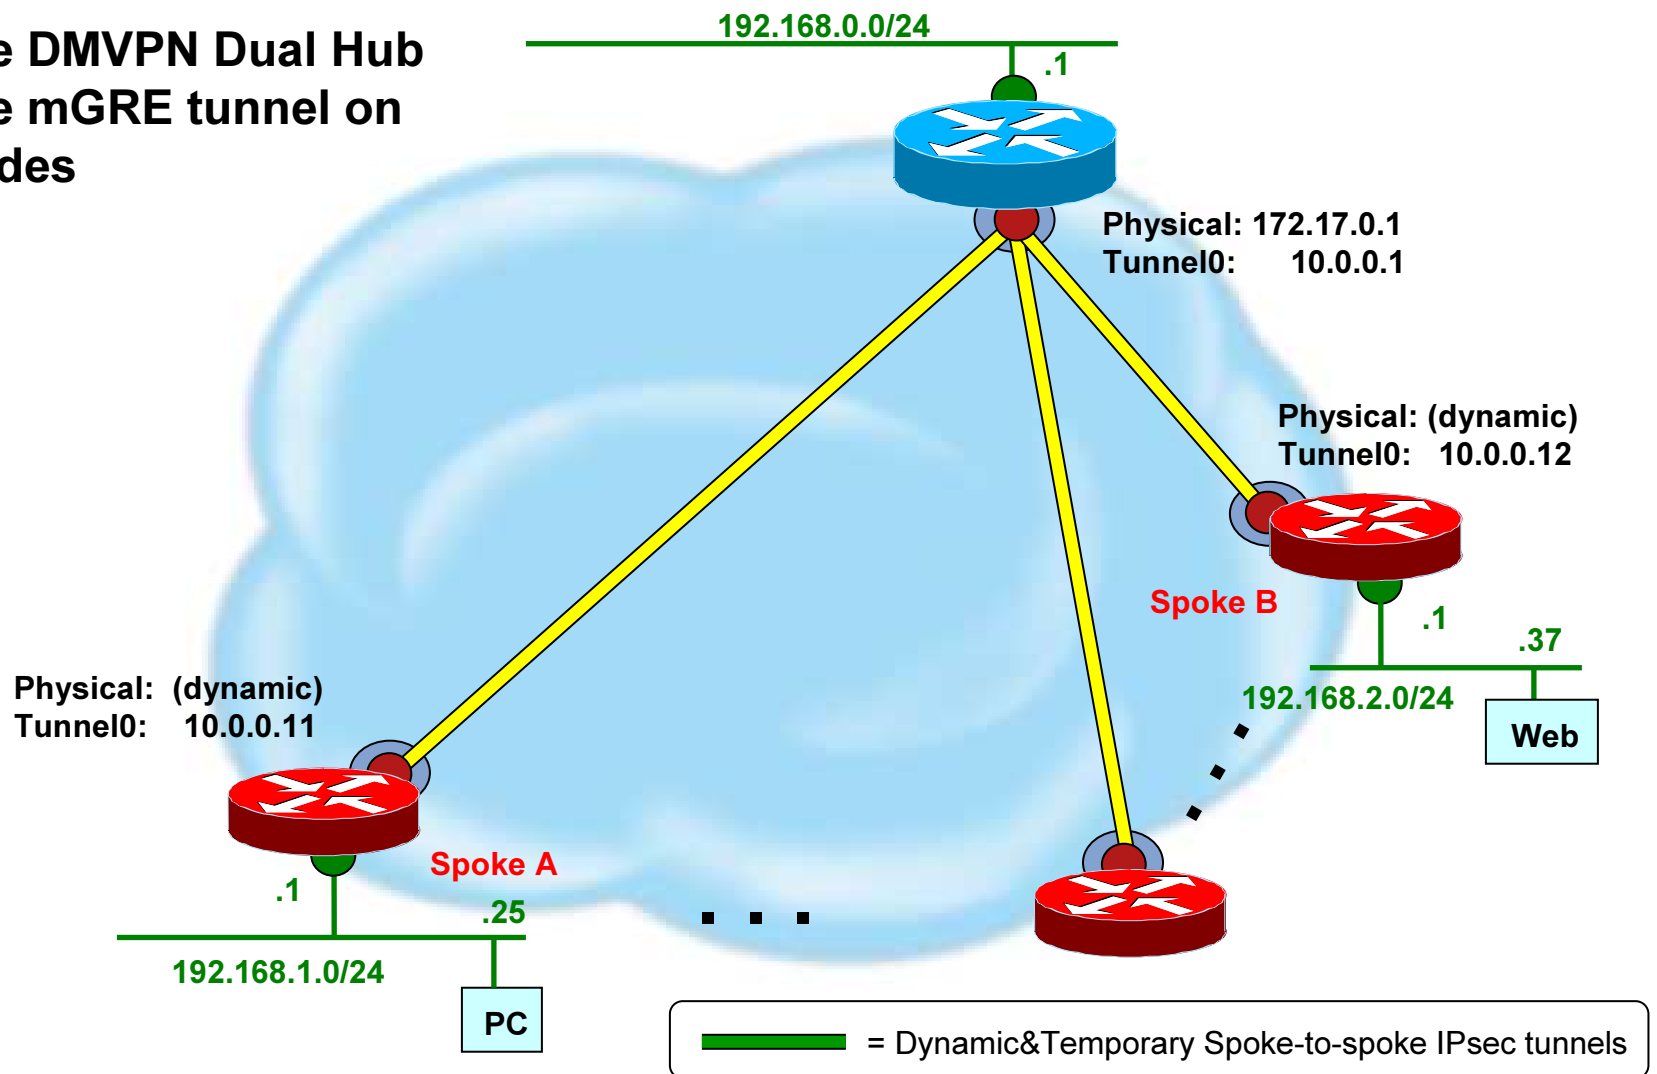 e DMVPN Dual Hub
e mGRE tunnel on
des
192.168.0.0/24
.1
Physical: 172.17.0.1
Tunnel0: 10.0.0.1
Physical: (dynamic)
Tunnel0: 10.0.0.12
Spoke B
.1
.37
192.168.2.0/24
Web
Physical: (dynamic)
Tunnel0: 10.0.0.11
Spoke A
.1
.25
192.168.1.0/24
PC
. . .
= Dynamic&Temporary Spoke-to-spoke IPsec tunnels